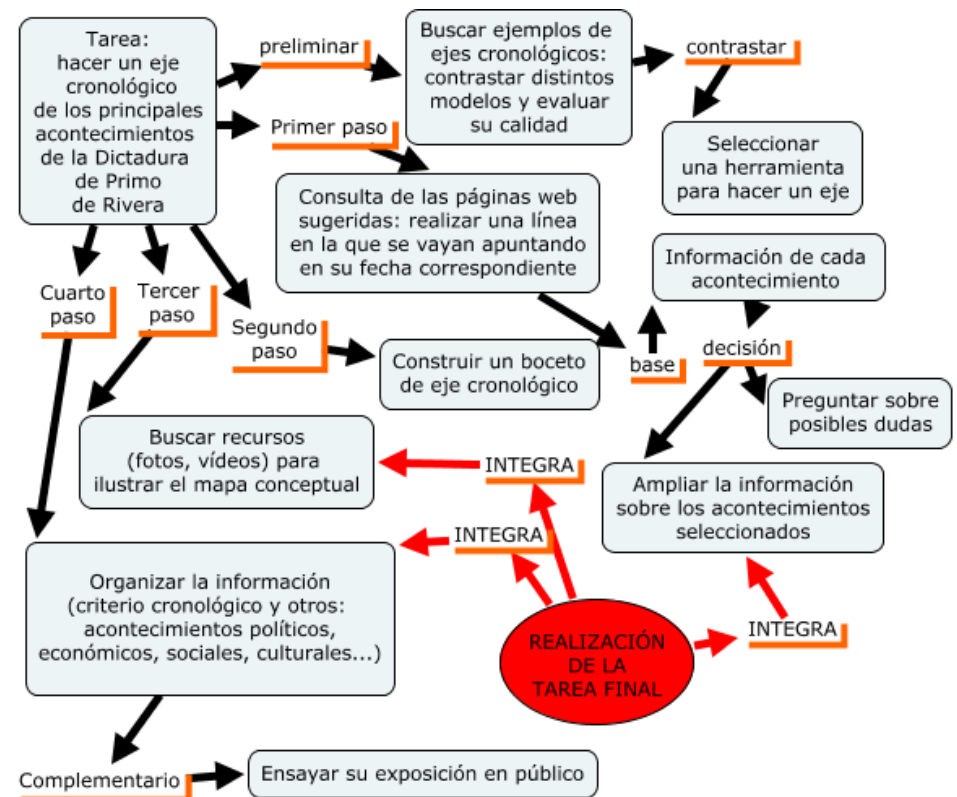 Tarea:
hacer un eje
cronológico
de los principales
acontecimientos
de la Dictadura
de Primo
de Rivera
preliminar
Buscar ejemplos de
ejes cronológicos:
contrastar distintos
modelos y evaluar
su calidad
contrastar
Seleccionar
una herramienta
para hacer un eje
Primer paso
Consulta de las páginas web
sugeridas: realizar una línea
en la que se vayan apuntando
en su fecha correspondiente
Información de cada
acontecimiento
Cuarto
paso
Tercer
paso
Segundo
paso
Construir un boceto
de eje cronológico
base
decisión
Preguntar sobre
posibles dudas
Buscar recursos
(fotos, vídeos) para
ilustrar el mapa conceptual
INTEGRA
Ampliar la información
sobre los acontecimientos
seleccionados
INTEGRA
Organizar la información
(criterio cronológico y otros:
acontecimientos políticos,
económicos, sociales, culturales...)
REALIZACIÓN
DE LA
TAREA FINAL
INTEGRA
Complementario
Ensayar su exposición en público